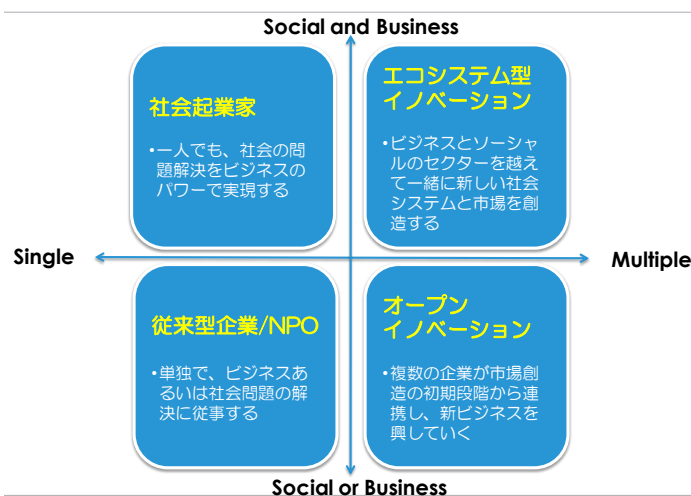 Social and Business
社会起業家
•一人でも、社会の問
題解決をビジネスの
パワーで実現する
エコシステム型
イノベーション
•ビジネスとソーシャ
ルのセクターを越え
て一緒に新しい社会
システムと市場を創
造する
Single
Multiple
従来型企業/NPO
•単独で、ビジネスあ
るいは社会問題の解
決に従事する
オープン
イノベーション
•複数の企業が市場創
造の初期段階から連
携し、新ビジネスを
興していく
Social or Business